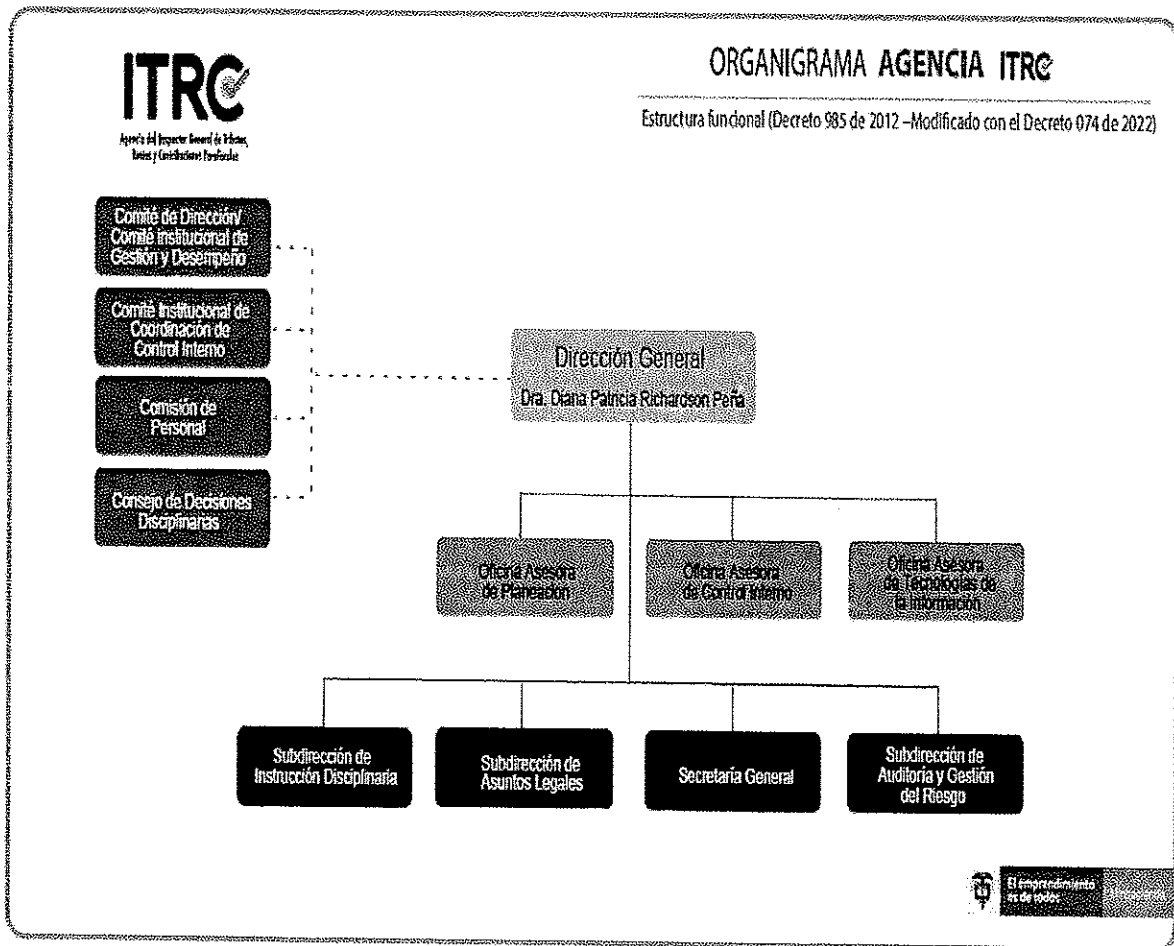 ITRC
Agencia del Inspector General de Tributos,
Rentas y Contribuciones Parafiscales
ORGANIGRAMA AGENCIA ITRC
Estructura funcional (Decreto 985 de 2012 –Modificado con el Decreto 074 de 2022)
Comité de Dirección/
Comité Institucional de
Gestión y Desempeño
Comité Institucional de
Coordinación de
Control Interno
Comisión de
Personal
Consejo de Decisiones
Disciplinarias
Dirección General
Dra. Diana Patricia Richardson Peña
Oficina Asesora
de Planeación
Oficina Asesora
de Control Interno
Oficina Asesora
de Tecnologías de
la Información
Subdirección de
Instrucción Disciplinaria
Subdirección de
Asuntos Legales
Secretaría General
Subdirección de
Auditoría y Gestión
del Riesgo
El emprendimiento
es de todos